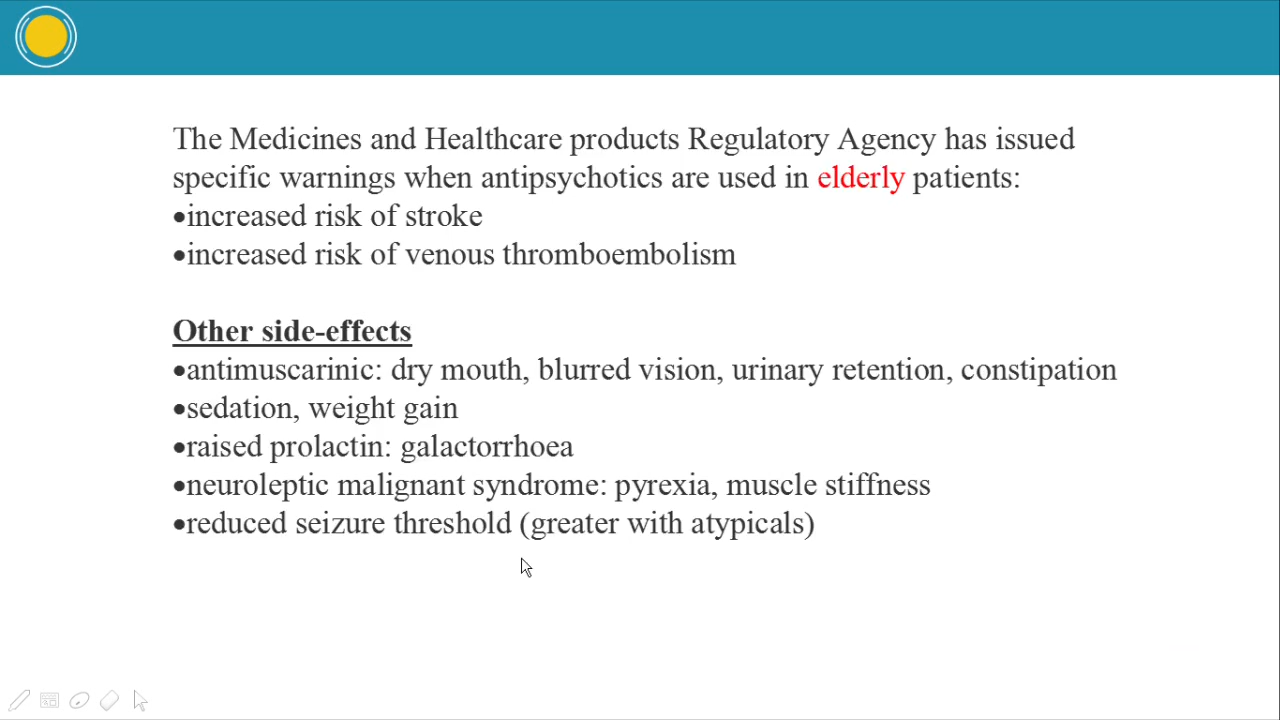 The Medicines and Healthcare products Regulatory Agency has issued
specific warnings when antipsychotics are used in elderly patients:
•increased risk of stroke
•increased risk of venous thromboembolism
Other side-effects
•antimuscarinic: dry mouth, blurred vision, urinary retention, constipation
•sedation, weight gain
•raised prolactin: galactorrhoea
•neuroleptic malignant syndrome: pyrexia, muscle stiffness
•reduced seizure threshold (greater with atypicals)